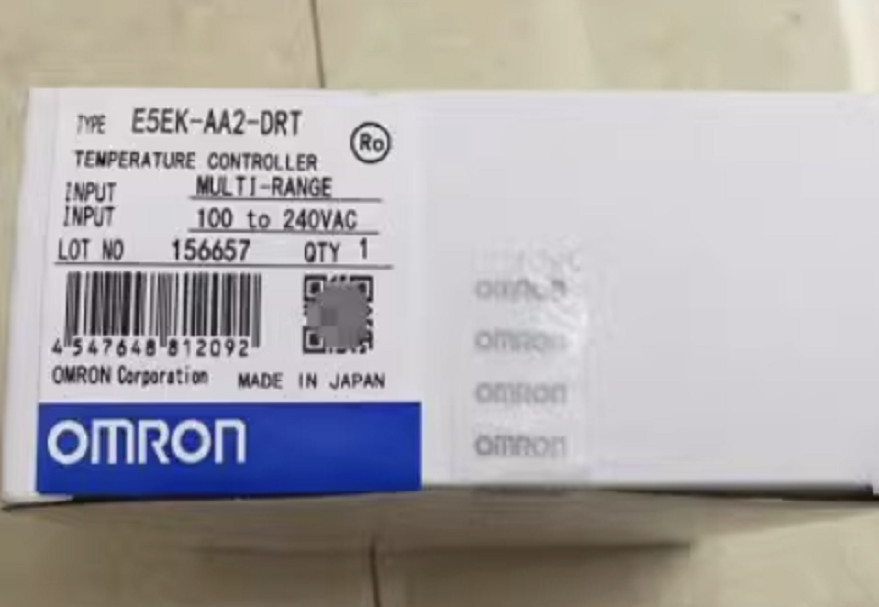 TYPE E5EK-AA2-DRT
Ro
TEMPERATURE CONTROLLER
INPUT MULTI-RANGE
INPUT 100 to 240VAC
LOT NO 156657 QTY 1
4 547648 812092
OMRON Corporation MADE IN JAPAN
OMRON
OMRON
OMRON
OMRON
OMRON